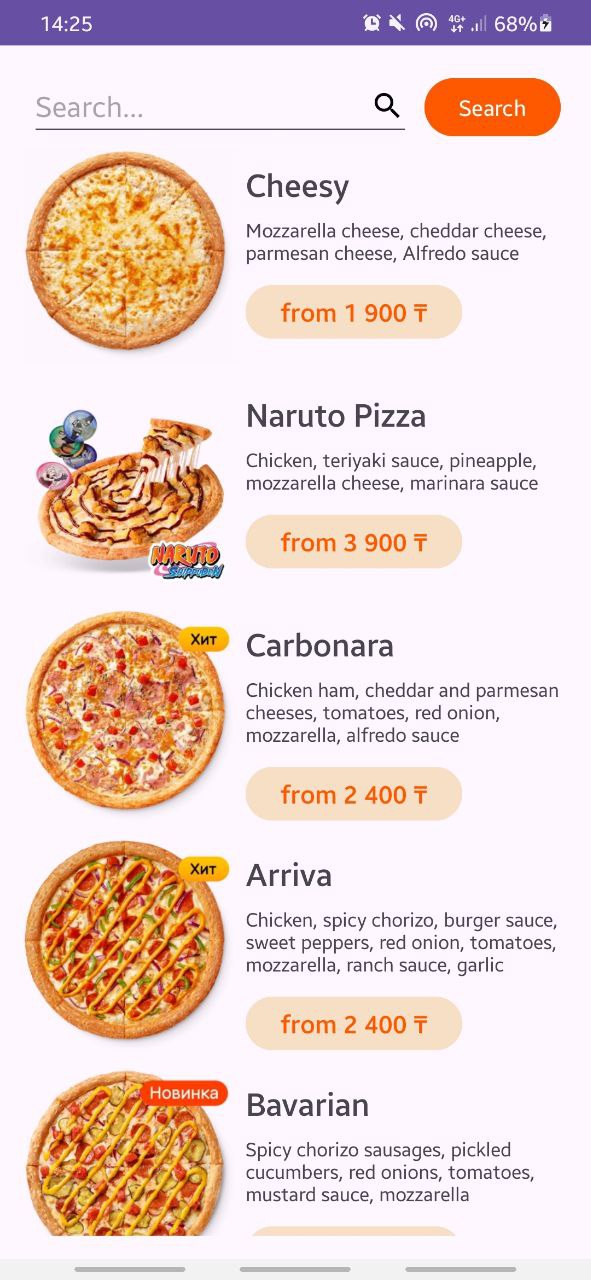 14:25
4G+
68%
Search...
Search
Cheesy
Mozzarella cheese, cheddar cheese,
parmesan cheese, Alfredo sauce
from 1 900 ₸
Naruto Pizza
Chicken, teriyaki sauce, pineapple,
mozzarella cheese, marinara sauce
NARUTO
SHIPPUDEN
from 3 900 ₸
Хит
Carbonara
Chicken ham, cheddar and parmesan
cheeses, tomatoes, red onion,
mozzarella, alfredo sauce
from 2 400 ₸
Хит
Arriva
Chicken, spicy chorizo, burger sauce,
sweet peppers, red onion, tomatoes,
mozzarella, ranch sauce, garlic
from 2 400 ₸
Новинка
Bavarian
Spicy chorizo sausages, pickled
cucumbers, red onions, tomatoes,
mustard sauce, mozzarella